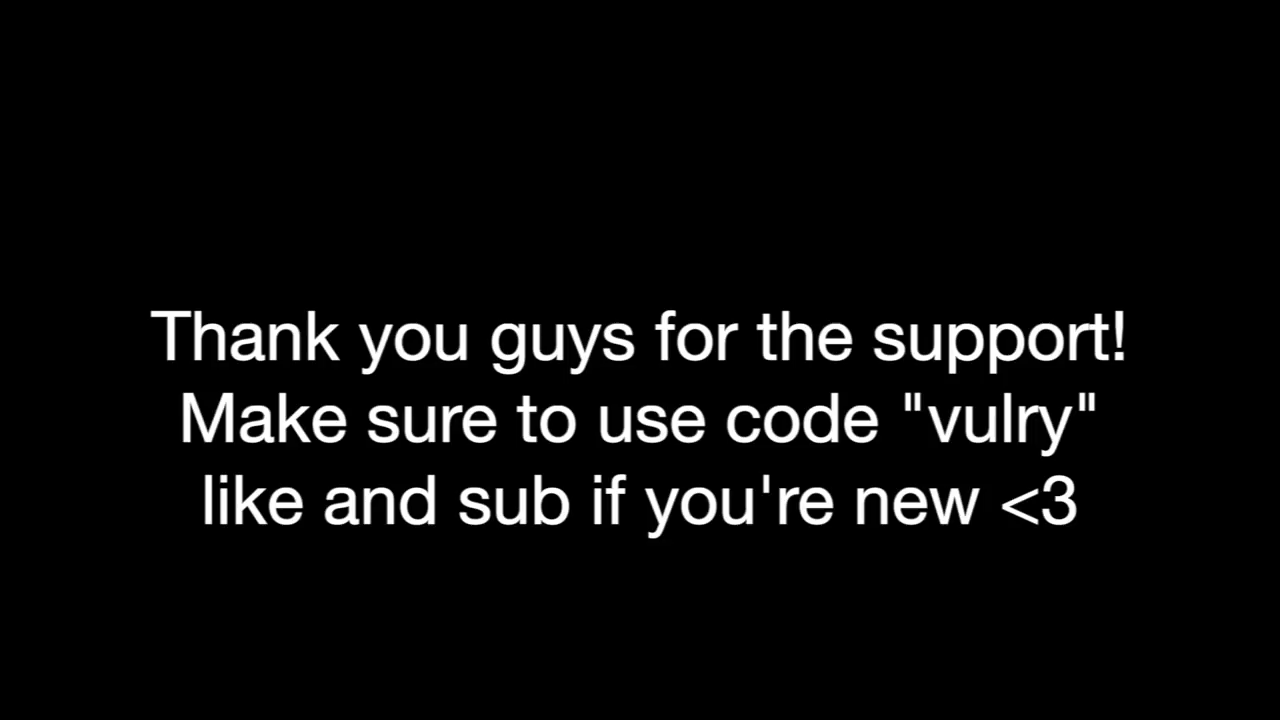 Thank you guys for the support!
Make sure to use code "vulry"
like and sub if you're new <3